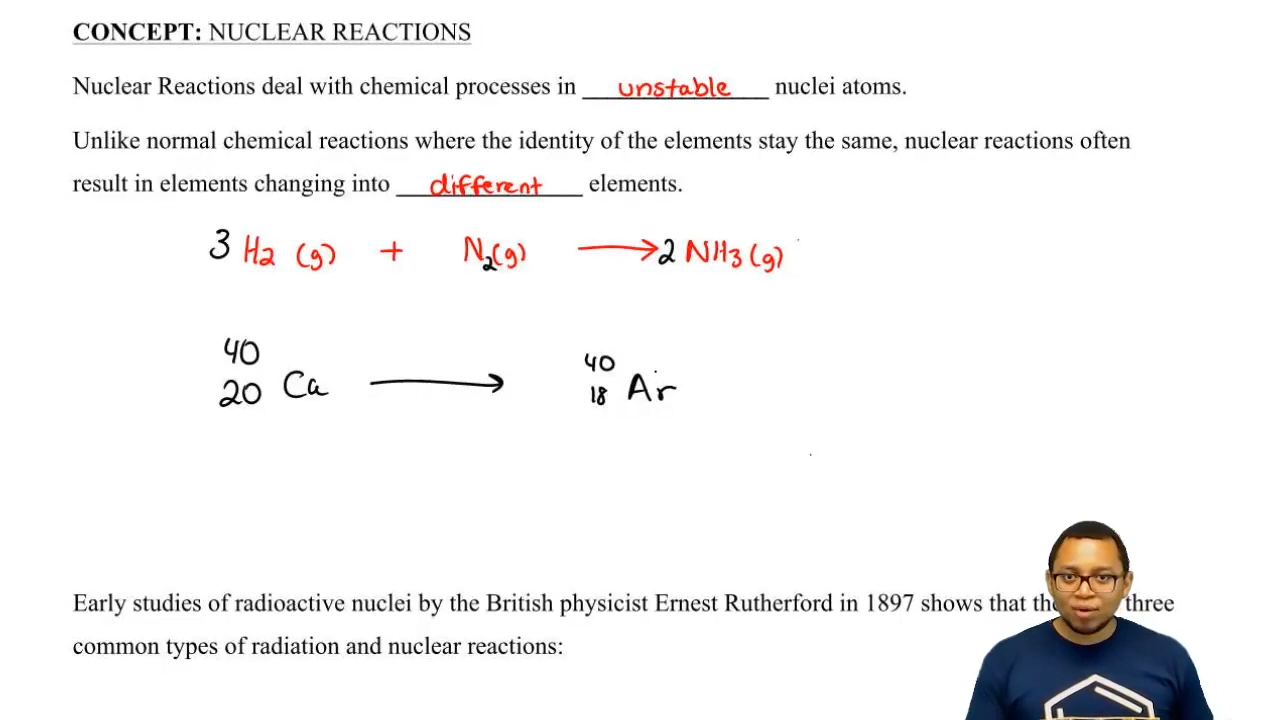 CONCEPT: NUCLEAR REACTIONS
Nuclear Reactions deal with chemical processes in unstable nuclei atoms.
Unlike normal chemical reactions where the identity of the elements stay the same, nuclear reactions often
result in elements changing into different elements.
3 H2 (g) + N2(g) → 2 NH3 (g)
40 40
20 Ca → 18 Ar
Early studies of radioactive nuclei by the British physicist Ernest Rutherford in 1897 shows that three
common types of radiation and nuclear reactions: